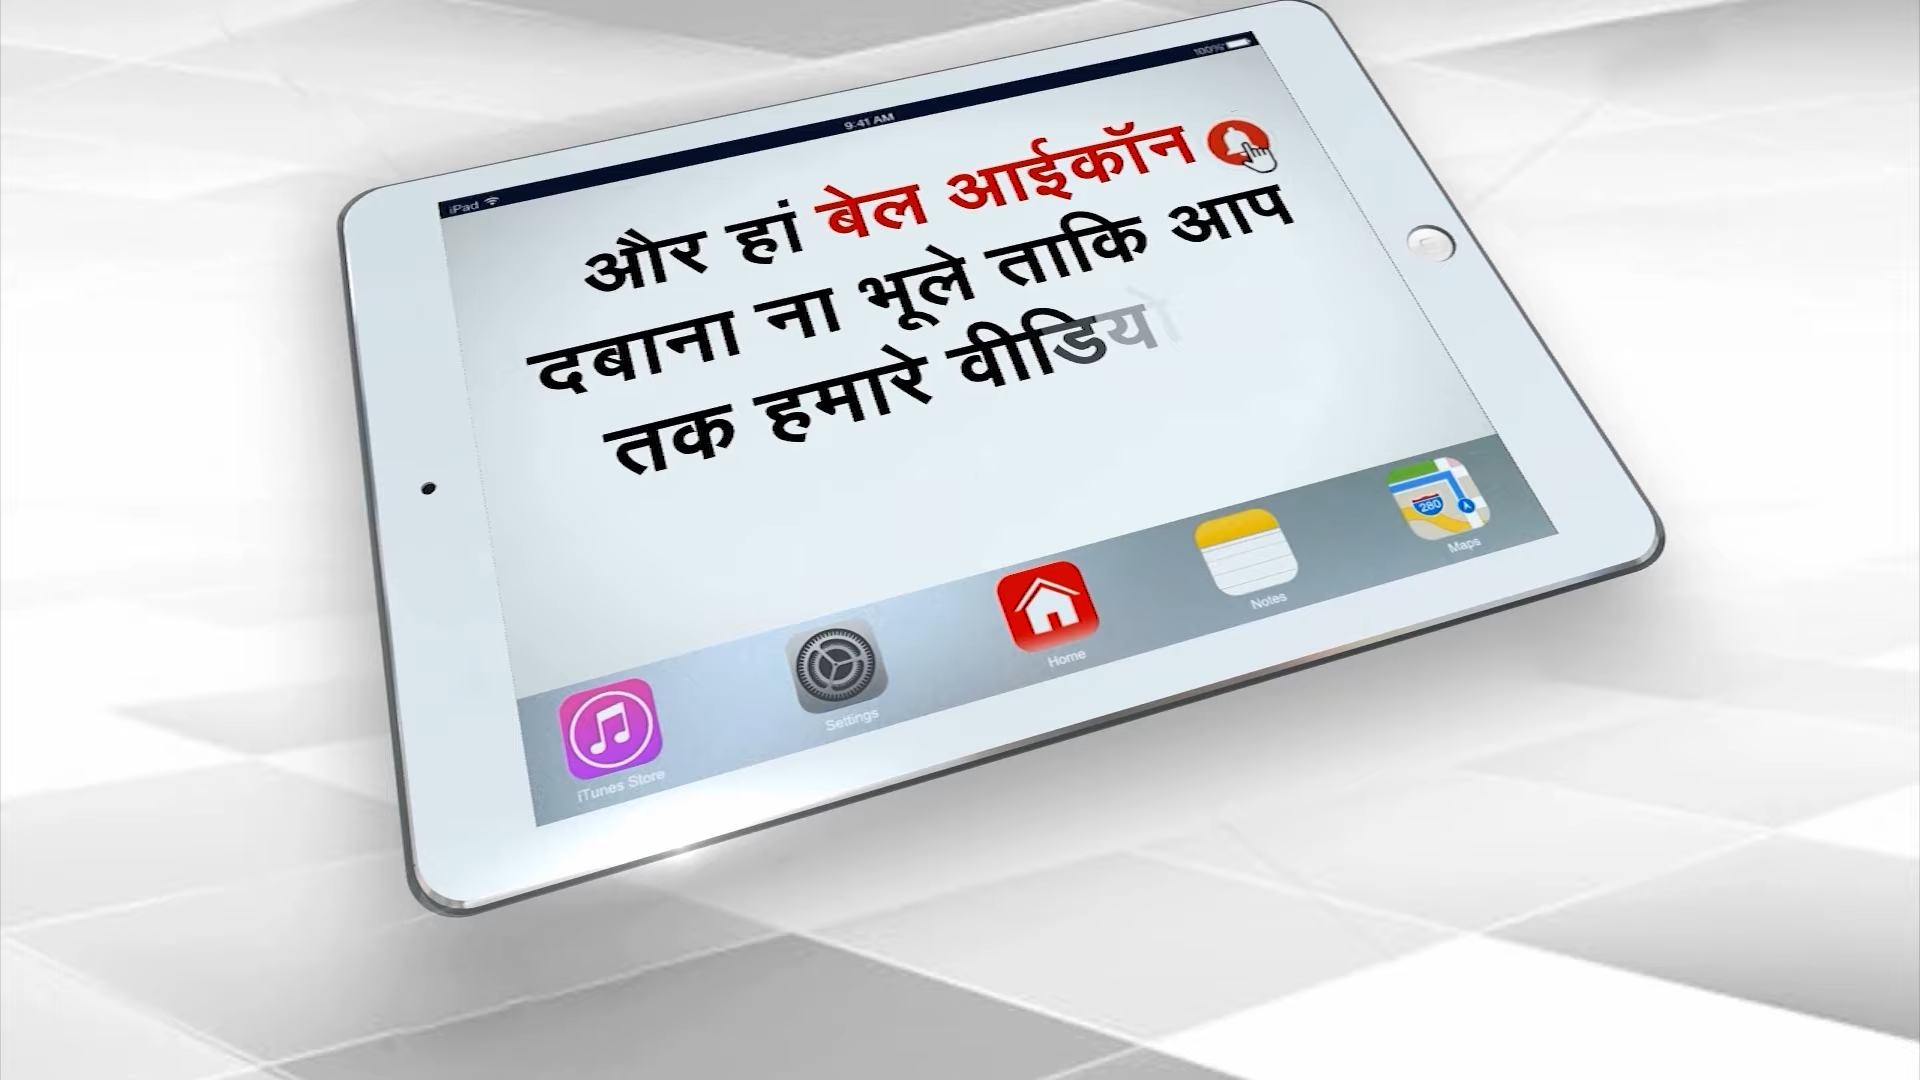 iPad
9:41 AM
100%
और हां बेल आईकॉन
दबाना ना भूले ताकि आप
तक हमारे वीडियो
280
iTunes Store
Settings
Home
Notes
Maps